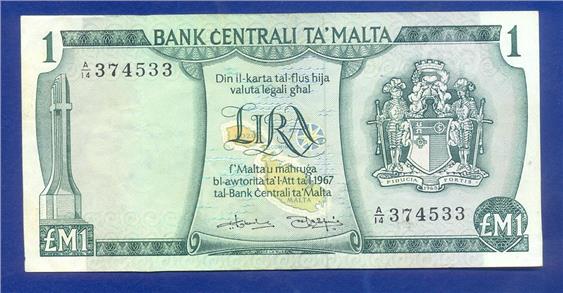 1 BANK ĊENTRALI TA' MALTA 1
A/14 374533
Din il-karta tal-flus hija
valuta legali għal
LIRA
f'Malta u maħruġa
bl-awtorità ta' l-Att ta' l-1967
tal-Bank Ċentrali ta' Malta
MALTA
FIDUCIA FORTIS
A/14 374533
£M1 £M1